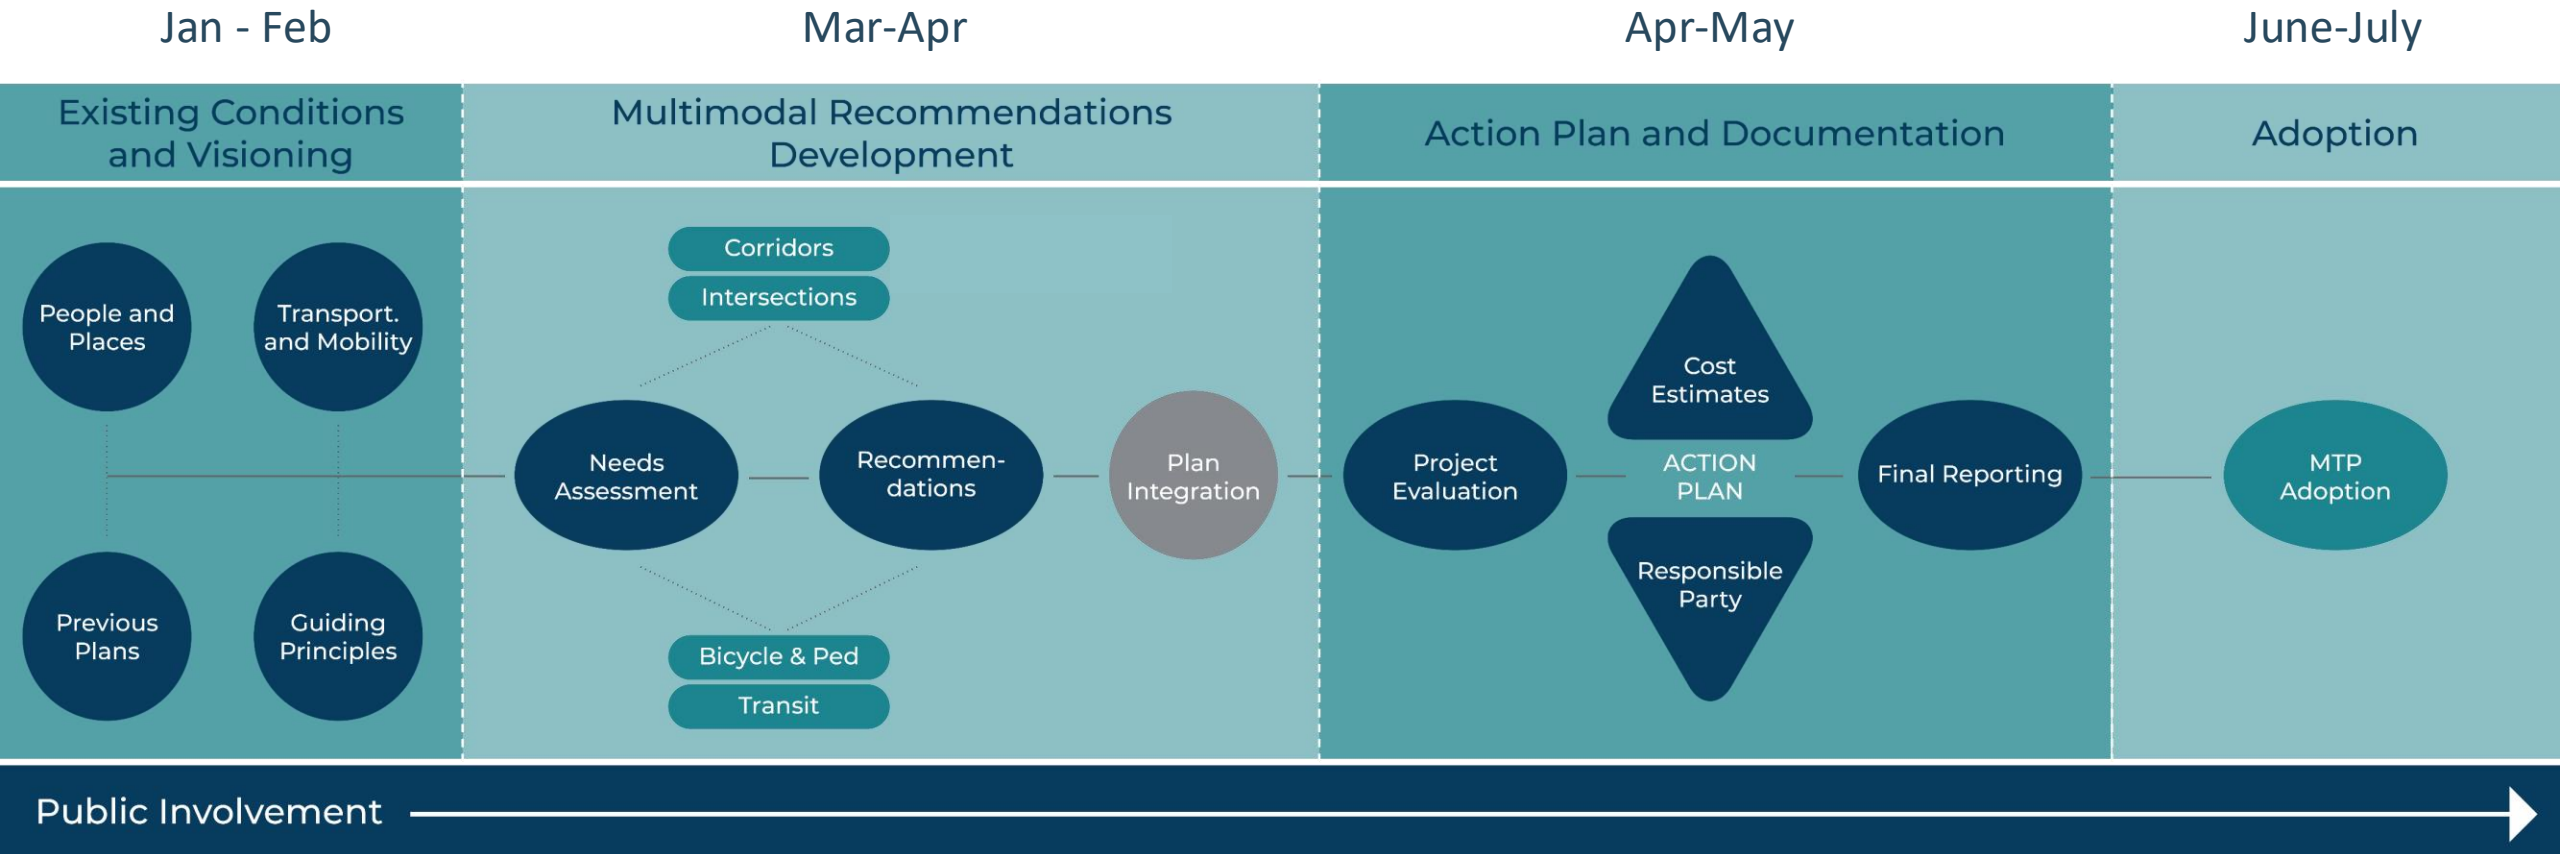 Jan - Feb
Mar-Apr
Apr-May
June-July
Existing Conditions
and Visioning
Multimodal Recommendations
Development
Action Plan and Documentation
Adoption
People and
Places
Transport.
and Mobility
Previous
Plans
Guiding
Principles
Corridors
Intersections
Needs
Assessment
Recommen-
dations
Bicycle & Ped
Transit
Plan
Integration
Project
Evaluation
Cost
Estimates
ACTION
PLAN
Responsible
Party
Final Reporting
MTP
Adoption
Public Involvement